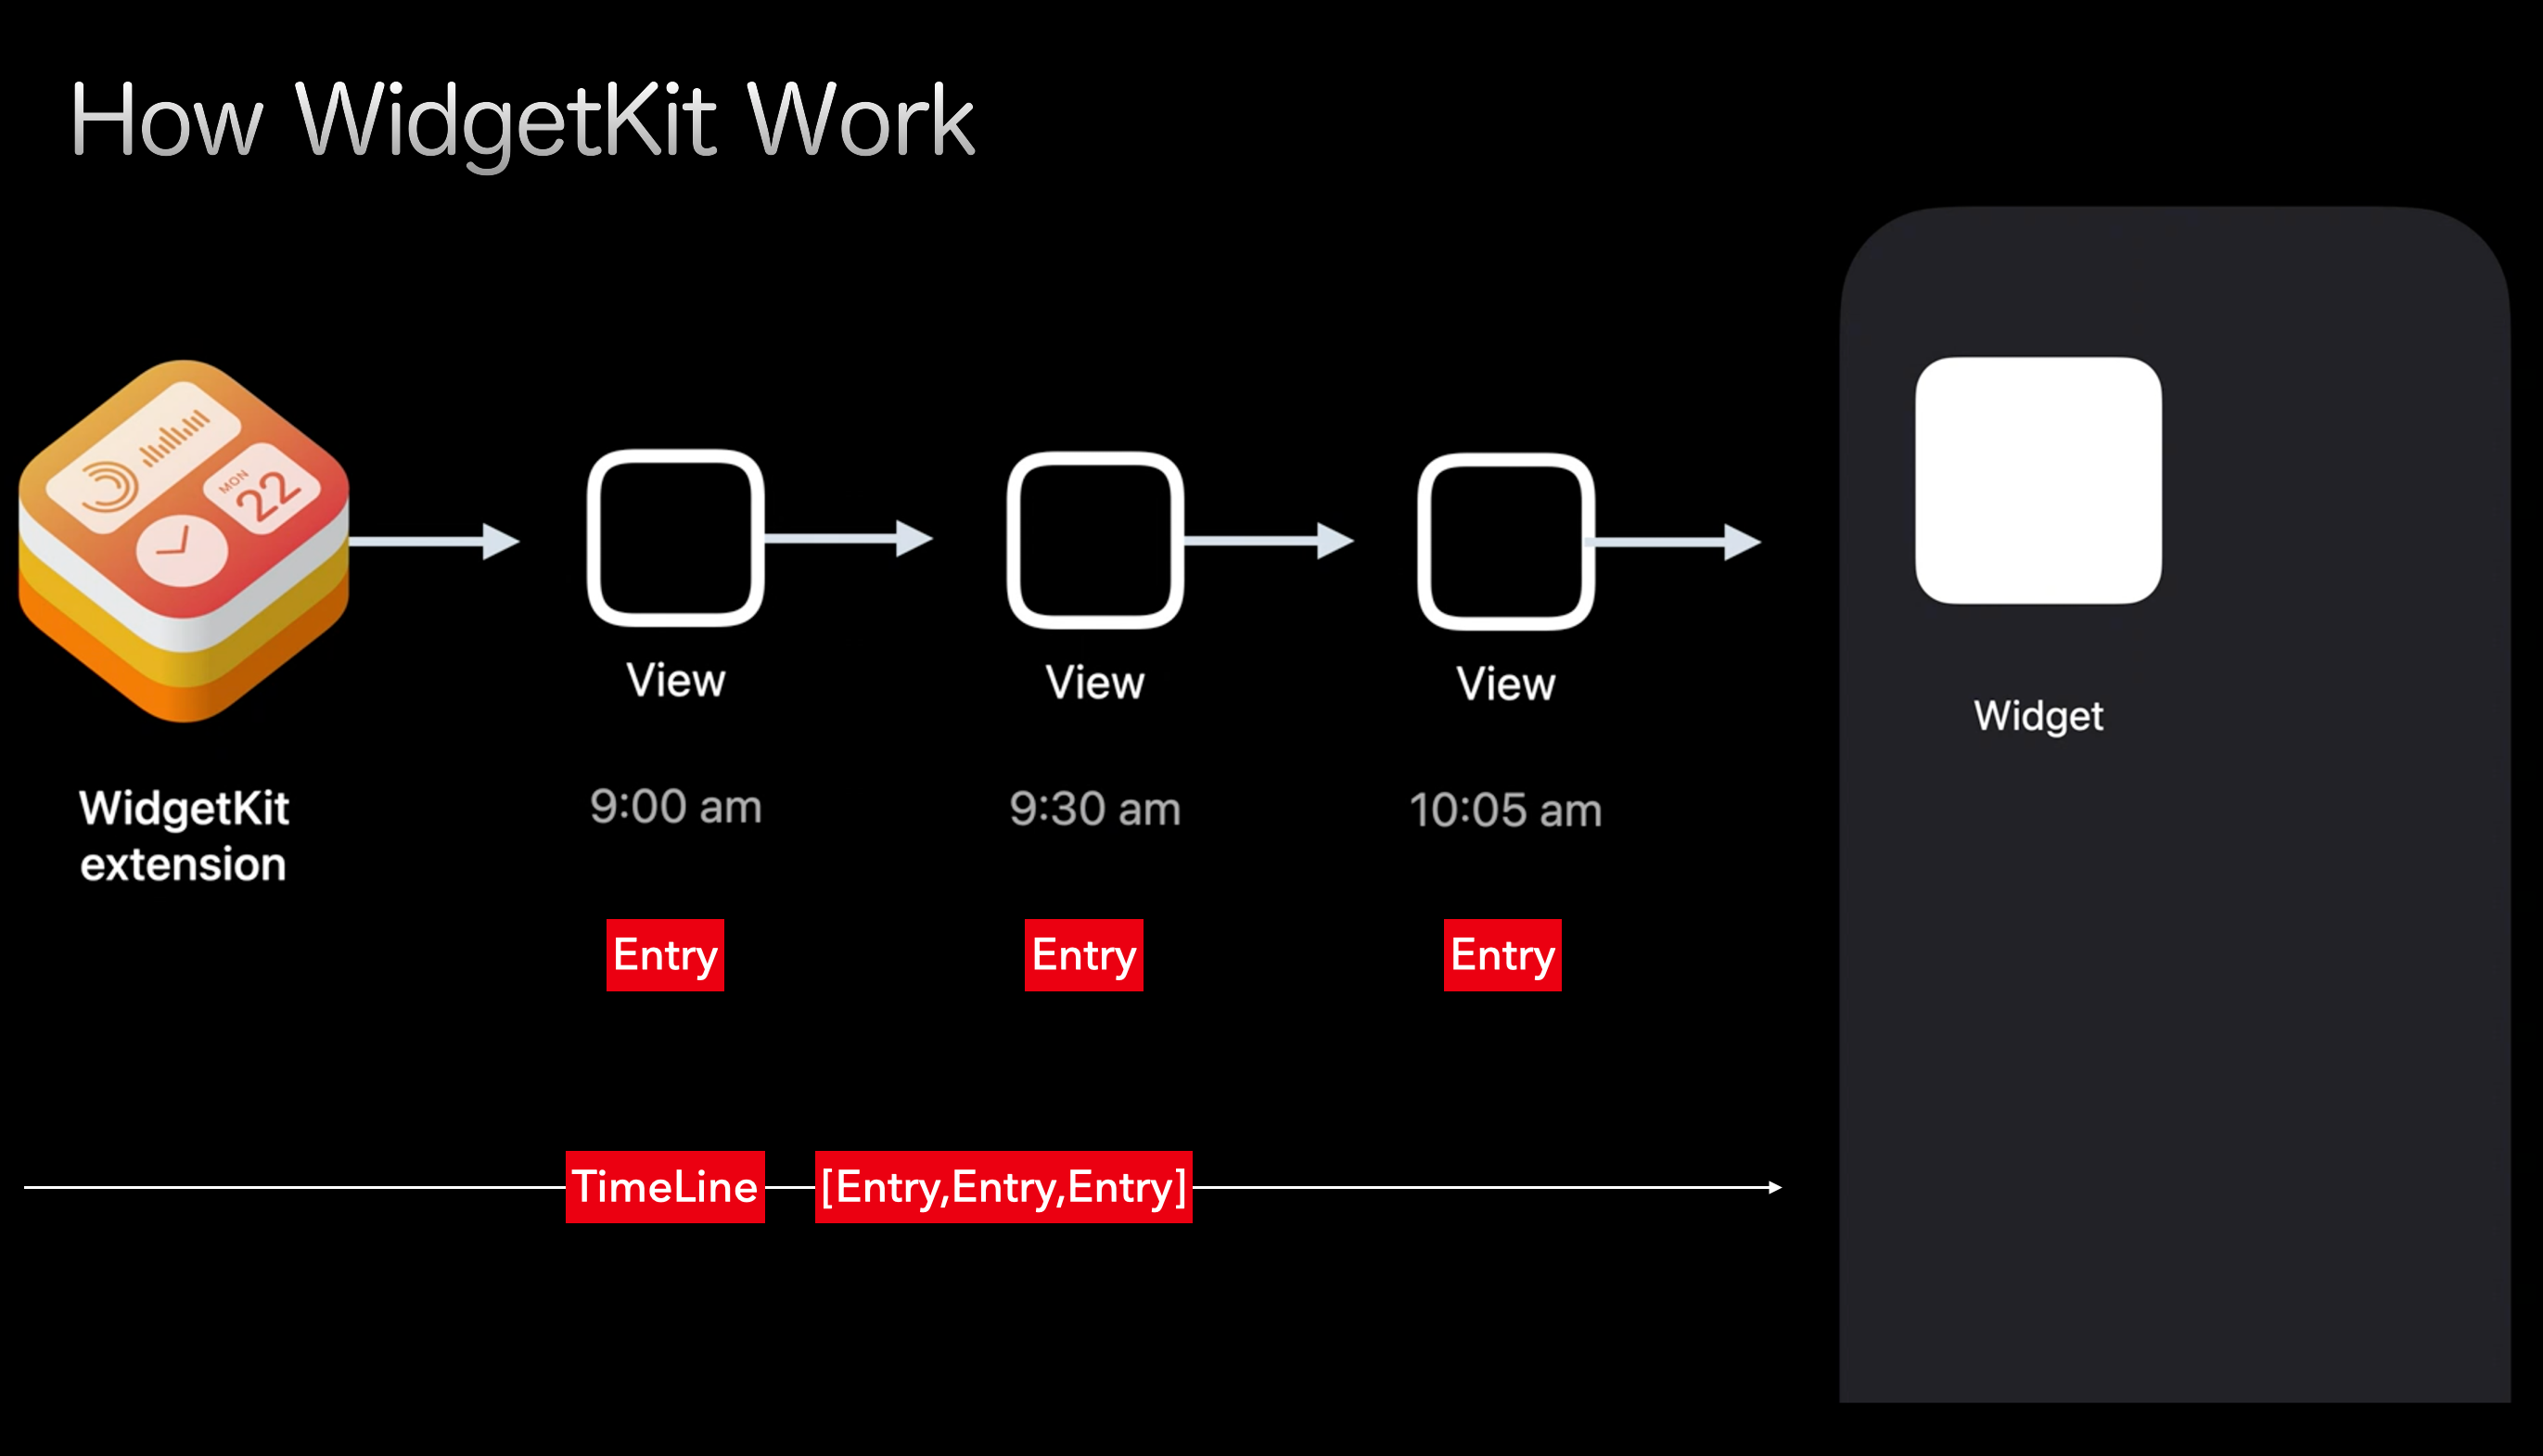 How WidgetKit Work
MON
22
WidgetKit
extension
View
9:00 am
Entry
View
9:30 am
Entry
View
10:05 am
Entry
Widget
TimeLine
[Entry,Entry,Entry]